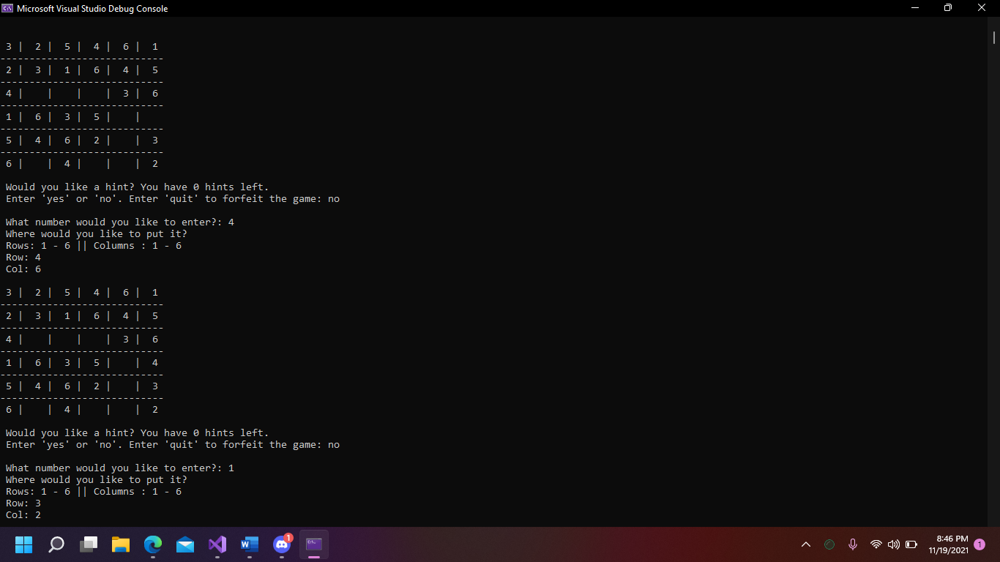 Microsoft Visual Studio Debug Console
3 | 2 | 5 | 4 | 6 | 1
----------------------------
2 | 3 | 1 | 6 | 4 | 5
----------------------------
4 |   |   |   | 3 | 6
----------------------------
1 | 6 | 3 | 5 |   |
----------------------------
5 | 4 | 6 | 2 |   | 3
----------------------------
6 |   | 4 |   |   | 2
Would you like a hint? You have 0 hints left.
Enter 'yes' or 'no'. Enter 'quit' to forfeit the game: no
What number would you like to enter?: 4
Where would you like to put it?
Rows: 1 - 6 || Columns : 1 - 6
Row: 4
Col: 6
3 | 2 | 5 | 4 | 6 | 1
----------------------------
2 | 3 | 1 | 6 | 4 | 5
----------------------------
4 |   |   |   | 3 | 6
----------------------------
1 | 6 | 3 | 5 |   | 4
----------------------------
5 | 4 | 6 | 2 |   | 3
----------------------------
6 |   | 4 |   |   | 2
Would you like a hint? You have 0 hints left.
Enter 'yes' or 'no'. Enter 'quit' to forfeit the game: no
What number would you like to enter?: 1
Where would you like to put it?
Rows: 1 - 6 || Columns : 1 - 6
Row: 3
Col: 2
W
1
8:46 PM
11/19/2021
1